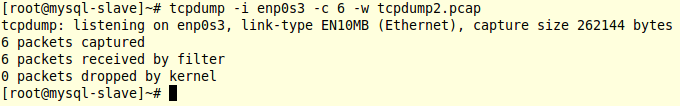 [root@mysql-slave]~# tcpdump -i enp0s3 -c 6 -w tcpdump2.pcap
tcpdump: listening on enp0s3, link-type EN10MB (Ethernet), capture size 262144 bytes
6 packets captured
6 packets received by filter
0 packets dropped by kernel
[root@mysql-slave]~#